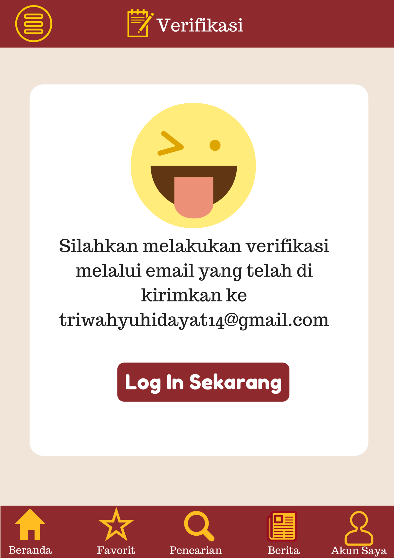 Verifikasi
Silahkan melakukan verifikasi
melalui email yang telah di
kirimkan ke
triwahyuhidayat14@gmail.com
Log In Sekarang
Beranda
Favorit
Pencarian
Berita
Akun Saya